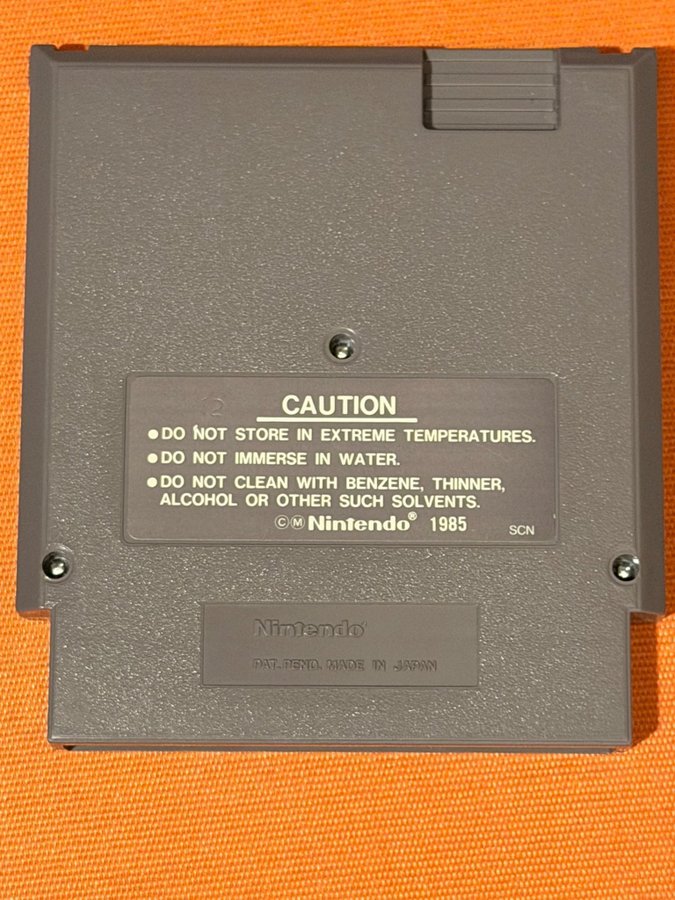 12
CAUTION
● DO NOT STORE IN EXTREME TEMPERATURES.
● DO NOT IMMERSE IN WATER.
● DO NOT CLEAN WITH BENZENE, THINNER,
ALCOHOL OR OTHER SUCH SOLVENTS.
©Ⓜ Nintendo® 1985
SCN
Nintendo®
PAT. PEND. MADE IN JAPAN